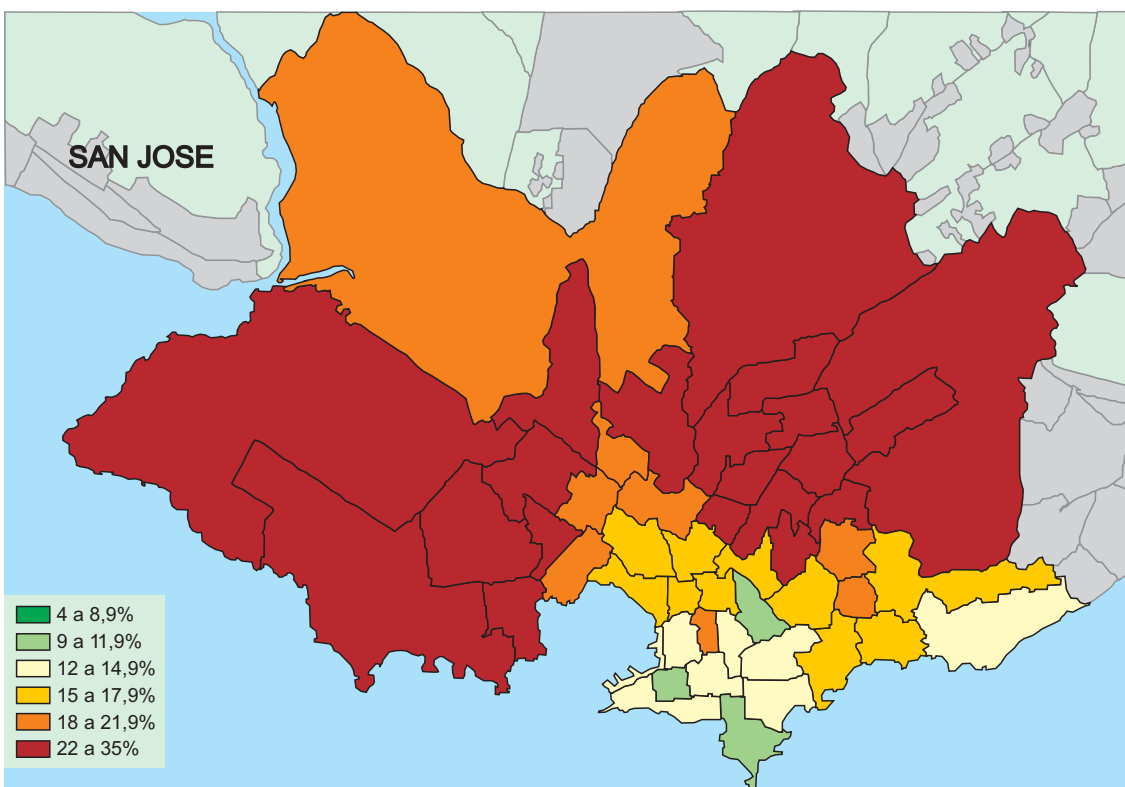 SAN JOSE
4 a 8,9%
9 a 11,9%
12 a 14,9%
15 a 17,9%
18 a 21,9%
22 a 35%